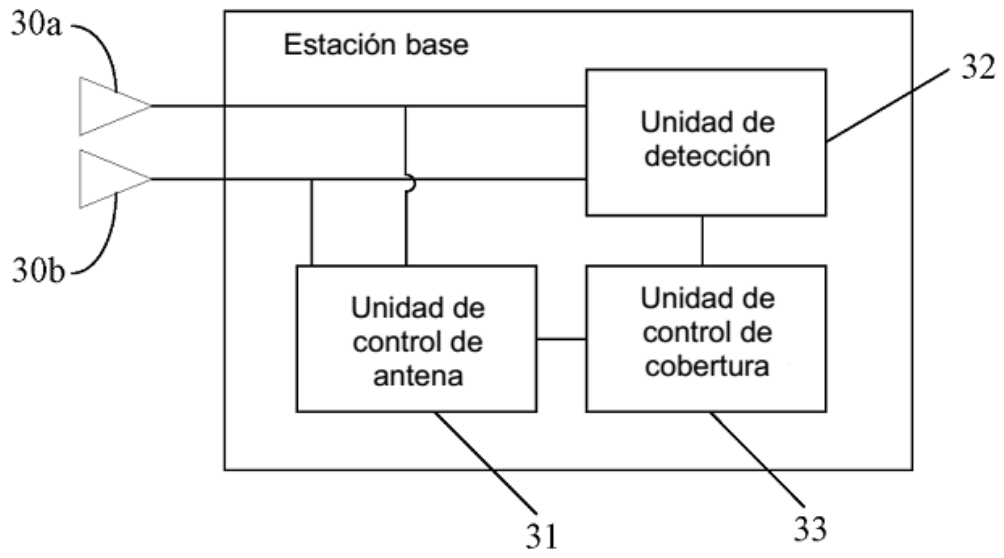 30a
Estación base
32
Unidad de
detección
30b
Unidad de
control de
antena
Unidad de
control de
cobertura
31
33